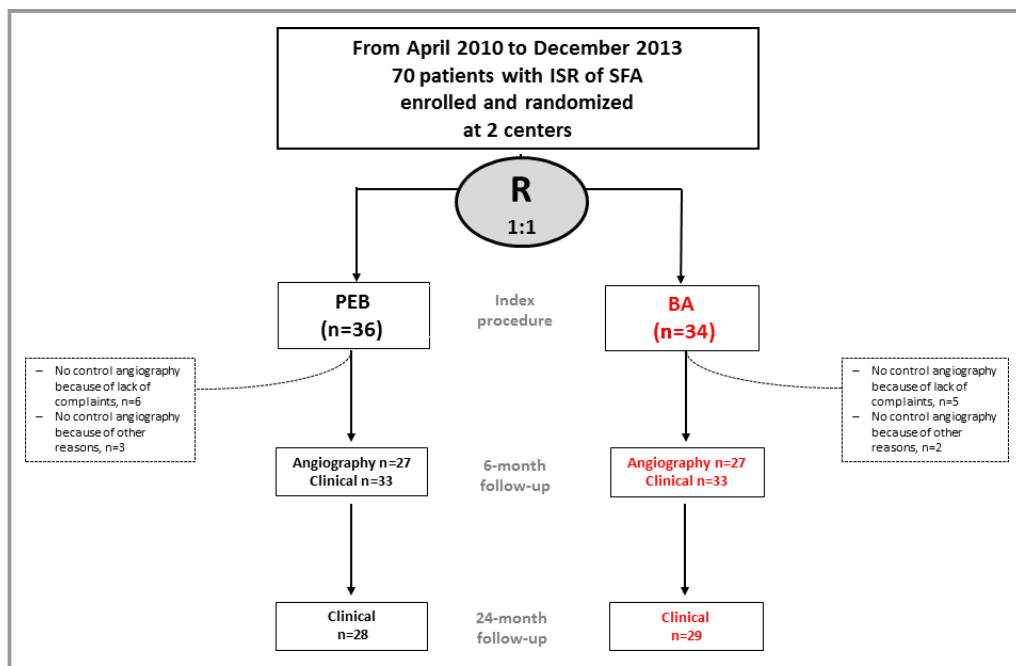 From April 2010 to December 2013
70 patients with ISR of SFA
enrolled and randomized
at 2 centers
R
1:1
PEB
(n=36)
Index
procedure
BA
(n=34)
– No control angiography
because of lack of
complaints, n=6
– No control angiography
because of other
reasons, n=3
– No control angiography
because of lack of
complaints, n=5
– No control angiography
because of other
reasons, n=2
Angiography n=27
Clinical n=33
6-month
follow-up
Angiography n=27
Clinical n=33
Clinical
n=28
24-month
follow-up
Clinical
n=29